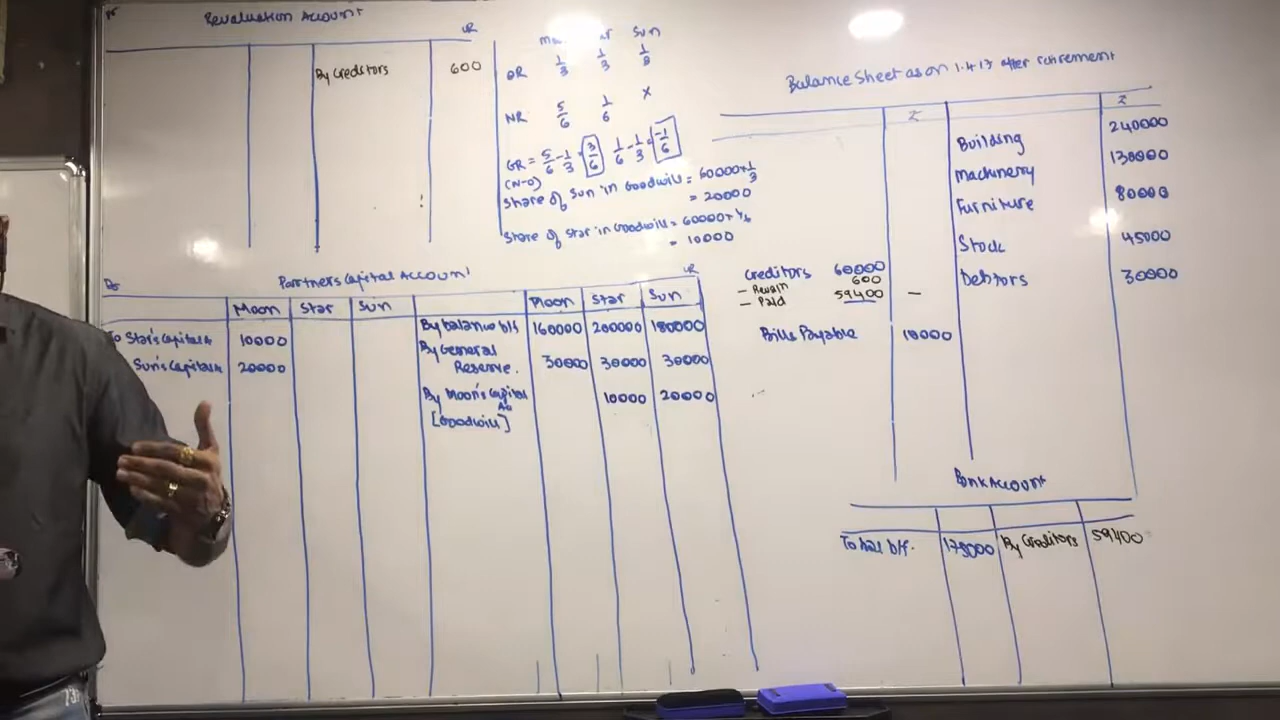 Dr Revaluation Account CR
By Creditors 600
Star Sun
OR 1/3 1/3 1/3
NR 5/6 1/6 X
GR = 5/6 - 1/3 = 3/6 1/6 - 1/3 = -1/6
(N-O)
Share of Sun in Goodwill = 60000 x 1/3
= 20000
Share of Star in Goodwill = 60000 x 1/6
= 10000
Dr Partners Capital Account CR
Moon Star Sun Moon Star Sun
To Star's Capital A 10000 By balance b/f 160000 200000 180000
Sun's Capital A 20000 By General
Reserve. 30000 30000 30000
By Moon's Capital 10000 20000
A/c
[Goodwill]
Balance Sheet as on 1.4.13 after retirement
₹ ₹
Building 240000
Machinery 130000
Furniture 80000
Stock 45000
Creditors 60000 Debtors 30000
- Revain 600
- Paid 59400 -
Bills Payable 10000
Bank Account
To bal b/f. 175000 By Creditors 59400